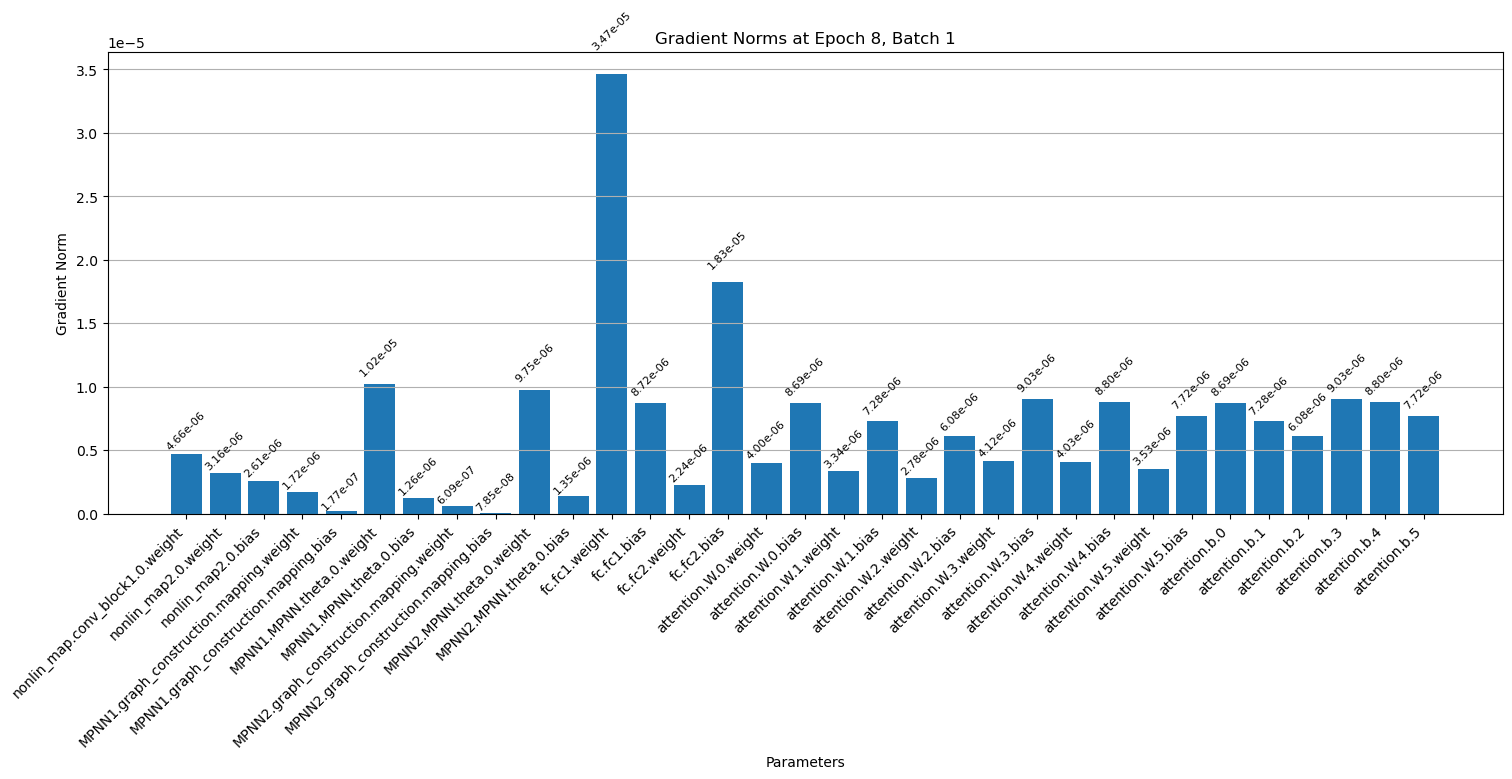 Gradient Norms at Epoch 8, Batch 1
1e−5
Gradient Norm
3.5
3.0
2.5
2.0
1.5
1.0
0.5
0.0
4.66e-06
3.16e-06
2.61e-06
1.72e-06
1.77e-07
1.02e-05
1.26e-06
6.09e-07
7.85e-08
9.75e-06
1.35e-06
3.47e-05
8.72e-06
2.24e-06
1.83e-05
4.00e-06
8.69e-06
3.34e-06
7.28e-06
2.78e-06
6.08e-06
4.12e-06
9.03e-06
4.03e-06
8.80e-06
3.53e-06
7.72e-06
8.69e-06
7.28e-06
6.08e-06
9.03e-06
8.80e-06
7.72e-06
nonlin_map.conv_block1.0.weight
nonlin_map2.0.weight
nonlin_map2.0.bias
MPNN1.graph_construction.mapping.weight
MPNN1.graph_construction.mapping.bias
MPNN1.MPNN.theta.0.weight
MPNN1.MPNN.theta.0.bias
MPNN2.graph_construction.mapping.weight
MPNN2.graph_construction.mapping.bias
MPNN2.MPNN.theta.0.weight
MPNN2.MPNN.theta.0.bias
fc.fc1.weight
fc.fc1.bias
fc.fc2.weight
fc.fc2.bias
attention.W.0.weight
attention.W.0.bias
attention.W.1.weight
attention.W.1.bias
attention.W.2.weight
attention.W.2.bias
attention.W.3.weight
attention.W.3.bias
attention.W.4.weight
attention.W.4.bias
attention.W.5.weight
attention.W.5.bias
attention.b.0
attention.b.1
attention.b.2
attention.b.3
attention.b.4
attention.b.5
Parameters